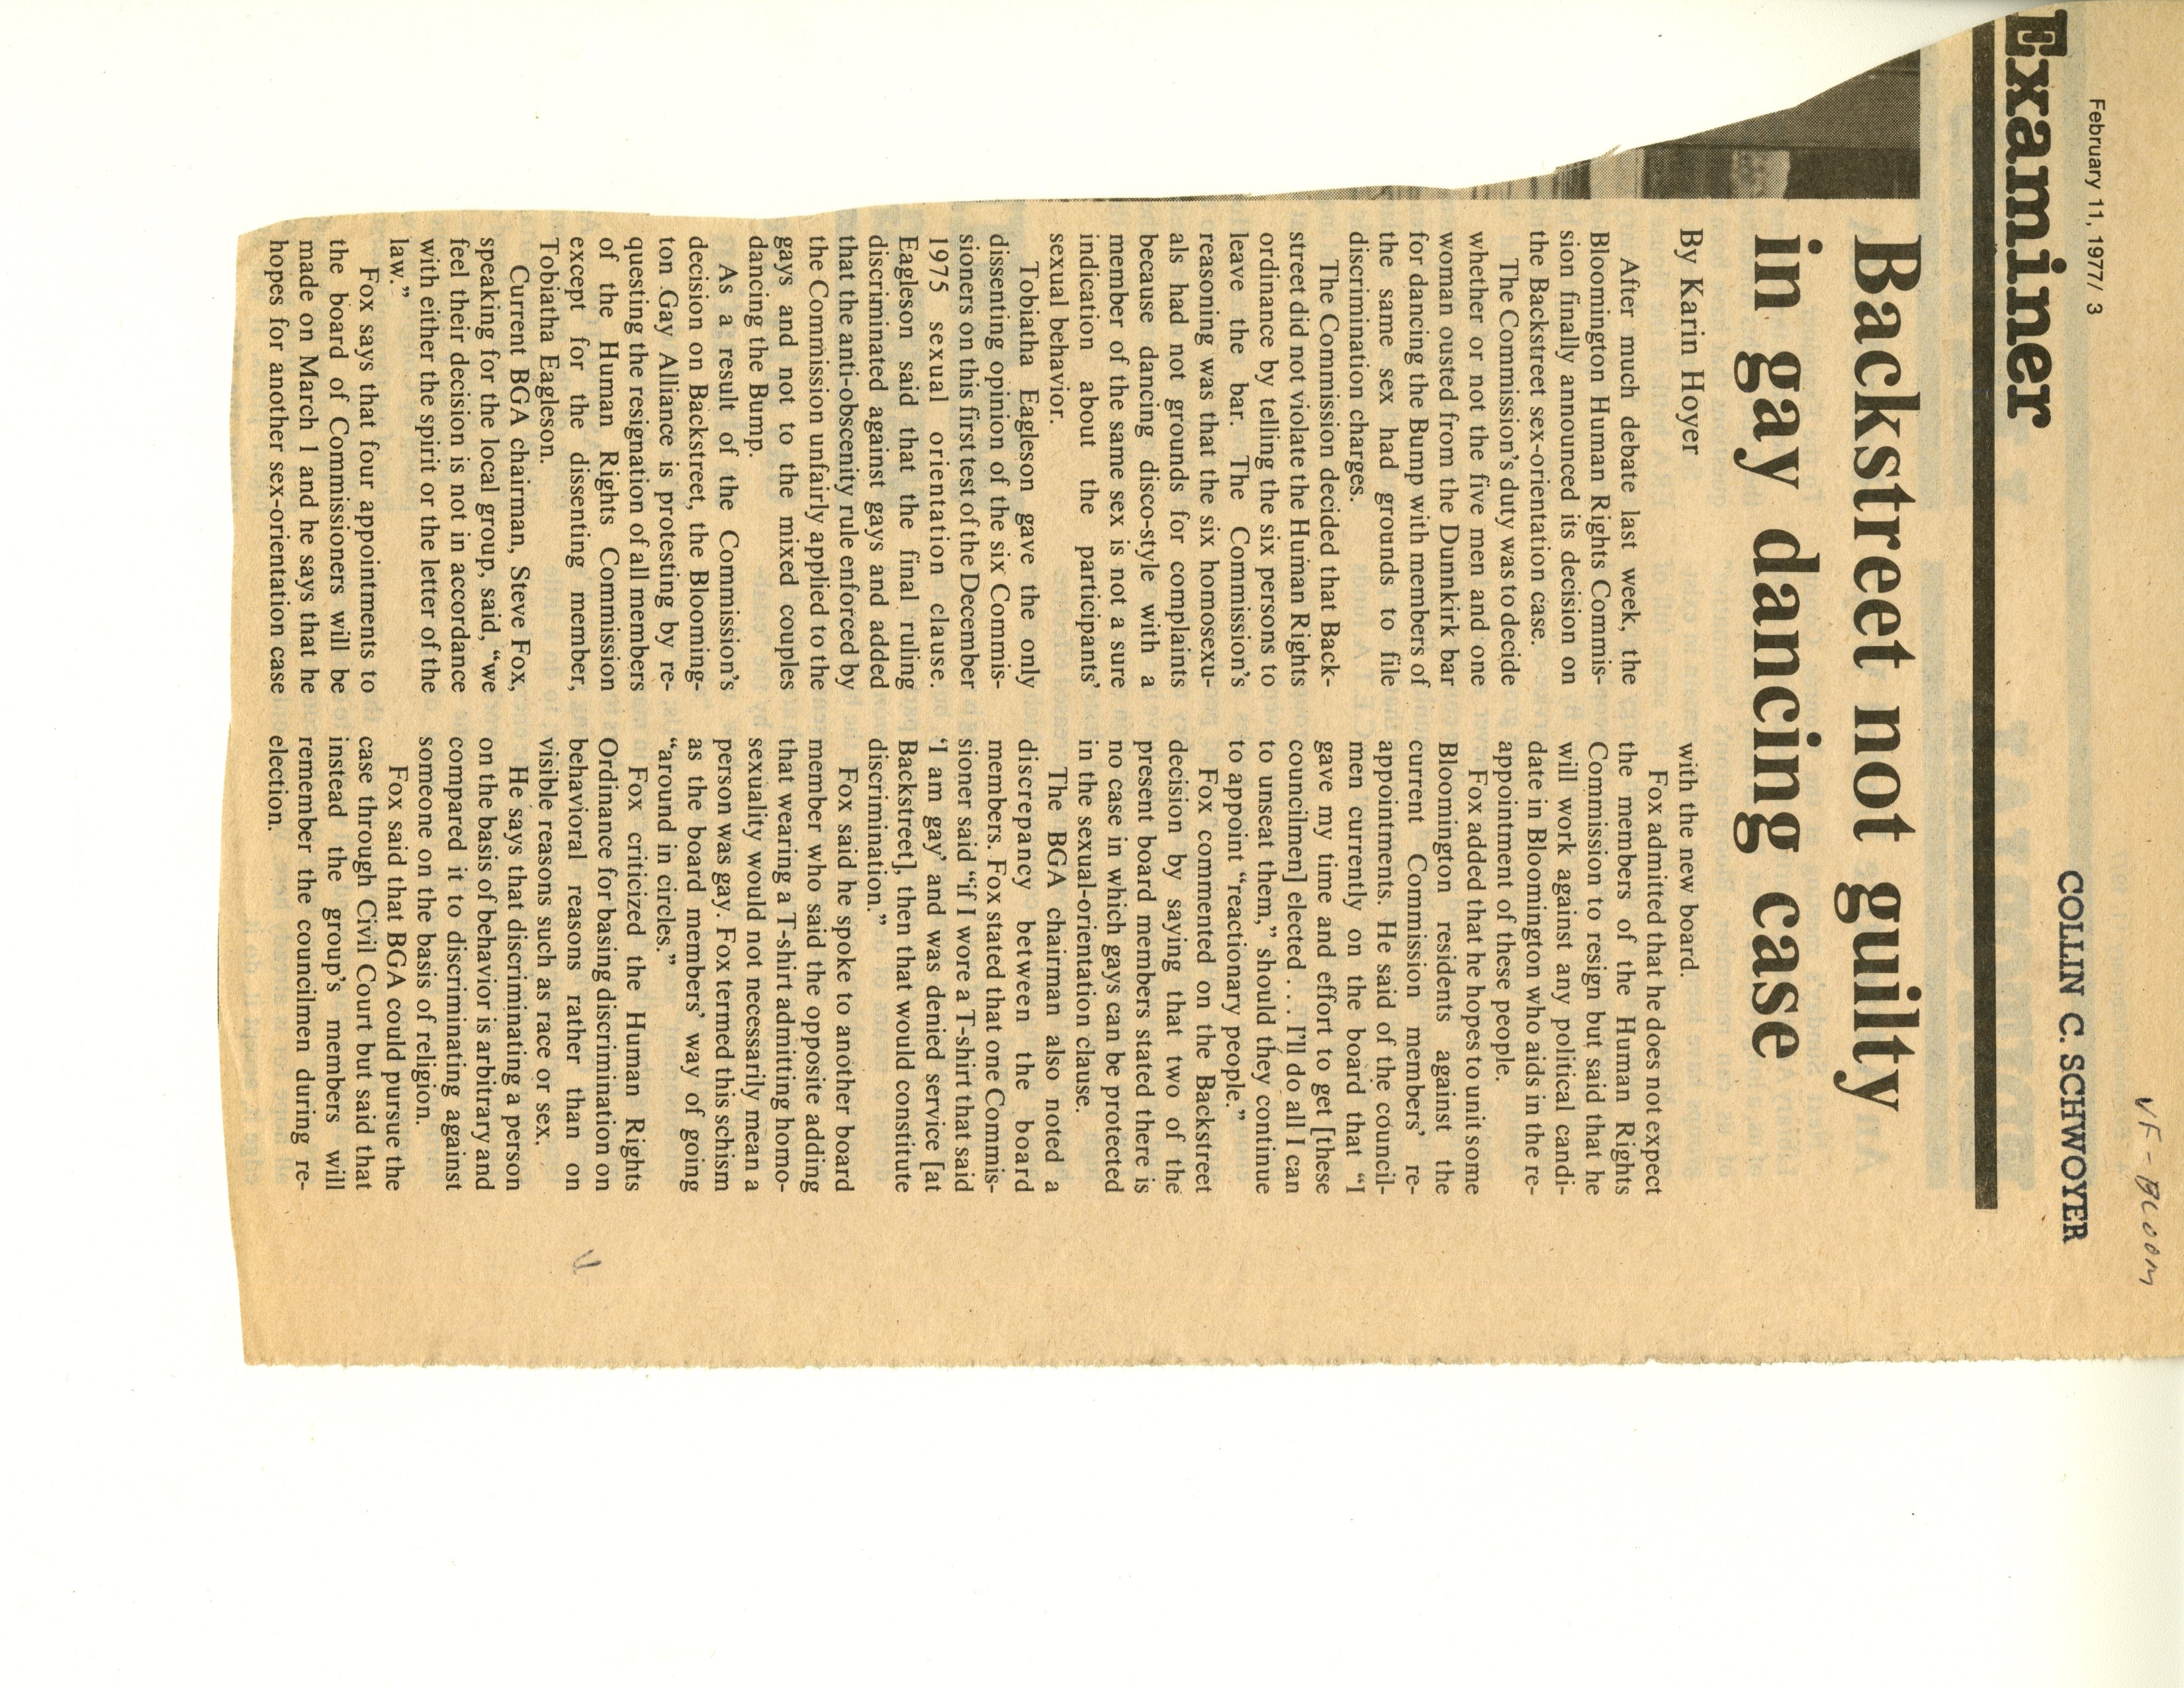 VF-BLOOM
February 11, 1977/ 3
COLLIN C. SCHWOYER
Examiner
Backstreet not guilty
in gay dancing case
By Karin Hoyer
After much debate last week, the
Bloomington Human Rights Commis-
sion finally announced its decision on
the Backstreet sex-orientation case.
The Commission's duty was to decide
whether or not the five men and one
woman ousted from the Dunnkirk bar
for dancing the Bump with members of
the same sex had grounds to file
discrimination charges.
The Commission decided that Back-
street did not violate the Human Rights
ordinance by telling the six persons to
leave the bar. The Commission's
reasoning was that the six homosexu-
als had not grounds for complaints
because dancing disco-style with a
member of the same sex is not a sure
indication about the participants'
sexual behavior.
Tobiatha Eagleson gave the only
dissenting opinion of the six Commis-
sioners on this first test of the December
1975 sexual orientation clause.
Eagleson said that the final ruling
discriminated against gays and added
that the anti-obscenity rule enforced by
the Commission unfairly applied to the
gays and not to the mixed couples
dancing the Bump.
As a result of the Commission's
decision on Backstreet, the Blooming-
ton Gay Alliance is protesting by re-
questing the resignation of all members
of the Human Rights Commission
except for the dissenting member,
Tobiatha Eagleson.
Current BGA chairman, Steve Fox,
speaking for the local group, said, “we
feel their decision is not in accordance
with either the spirit or the letter of the
law.”
Fox says that four appointments to
the board of Commissioners will be
made on March 1 and he says that he
hopes for another sex-orientation case
with the new board.
Fox admitted that he does not expect
the members of the Human Rights
Commission to resign but said that he
will work against any political candi-
date in Bloomington who aids in the re-
appointment of these people.
Fox added that he hopes to unit some
Bloomington residents against the
current Commission members' re-
appointments. He said of the council-
men currently on the board that “I
gave my time and effort to get [these
councilmen] elected . . . I'll do all I can
to unseat them,” should they continue
to appoint “reactionary people.”
Fox commented on the Backstreet
decision by saying that two of the
present board members stated there is
no case in which gays can be protected
in the sexual-orientation clause.
The BGA chairman also noted a
discrepancy between the board
members. Fox stated that one Commis-
sioner said “if I wore a T-shirt that said
‘I am gay’ and was denied service [at
Backstreet], then that would constitute
discrimination.”
Fox said he spoke to another board
member who said the opposite adding
that wearing a T-shirt admitting homo-
sexuality would not necessarily mean a
person was gay. Fox termed this schism
as the board members' way of going
“around in circles.”
Fox criticized the Human Rights
Ordinance for basing discrimination on
behavioral reasons rather than on
visible reasons such as race or sex.
He says that discriminating a person
on the basis of behavior is arbitrary and
compared it to discriminating against
someone on the basis of religion.
Fox said that BGA could pursue the
case through Civil Court but said that
instead the group's members will
remember the councilmen during re-
election.